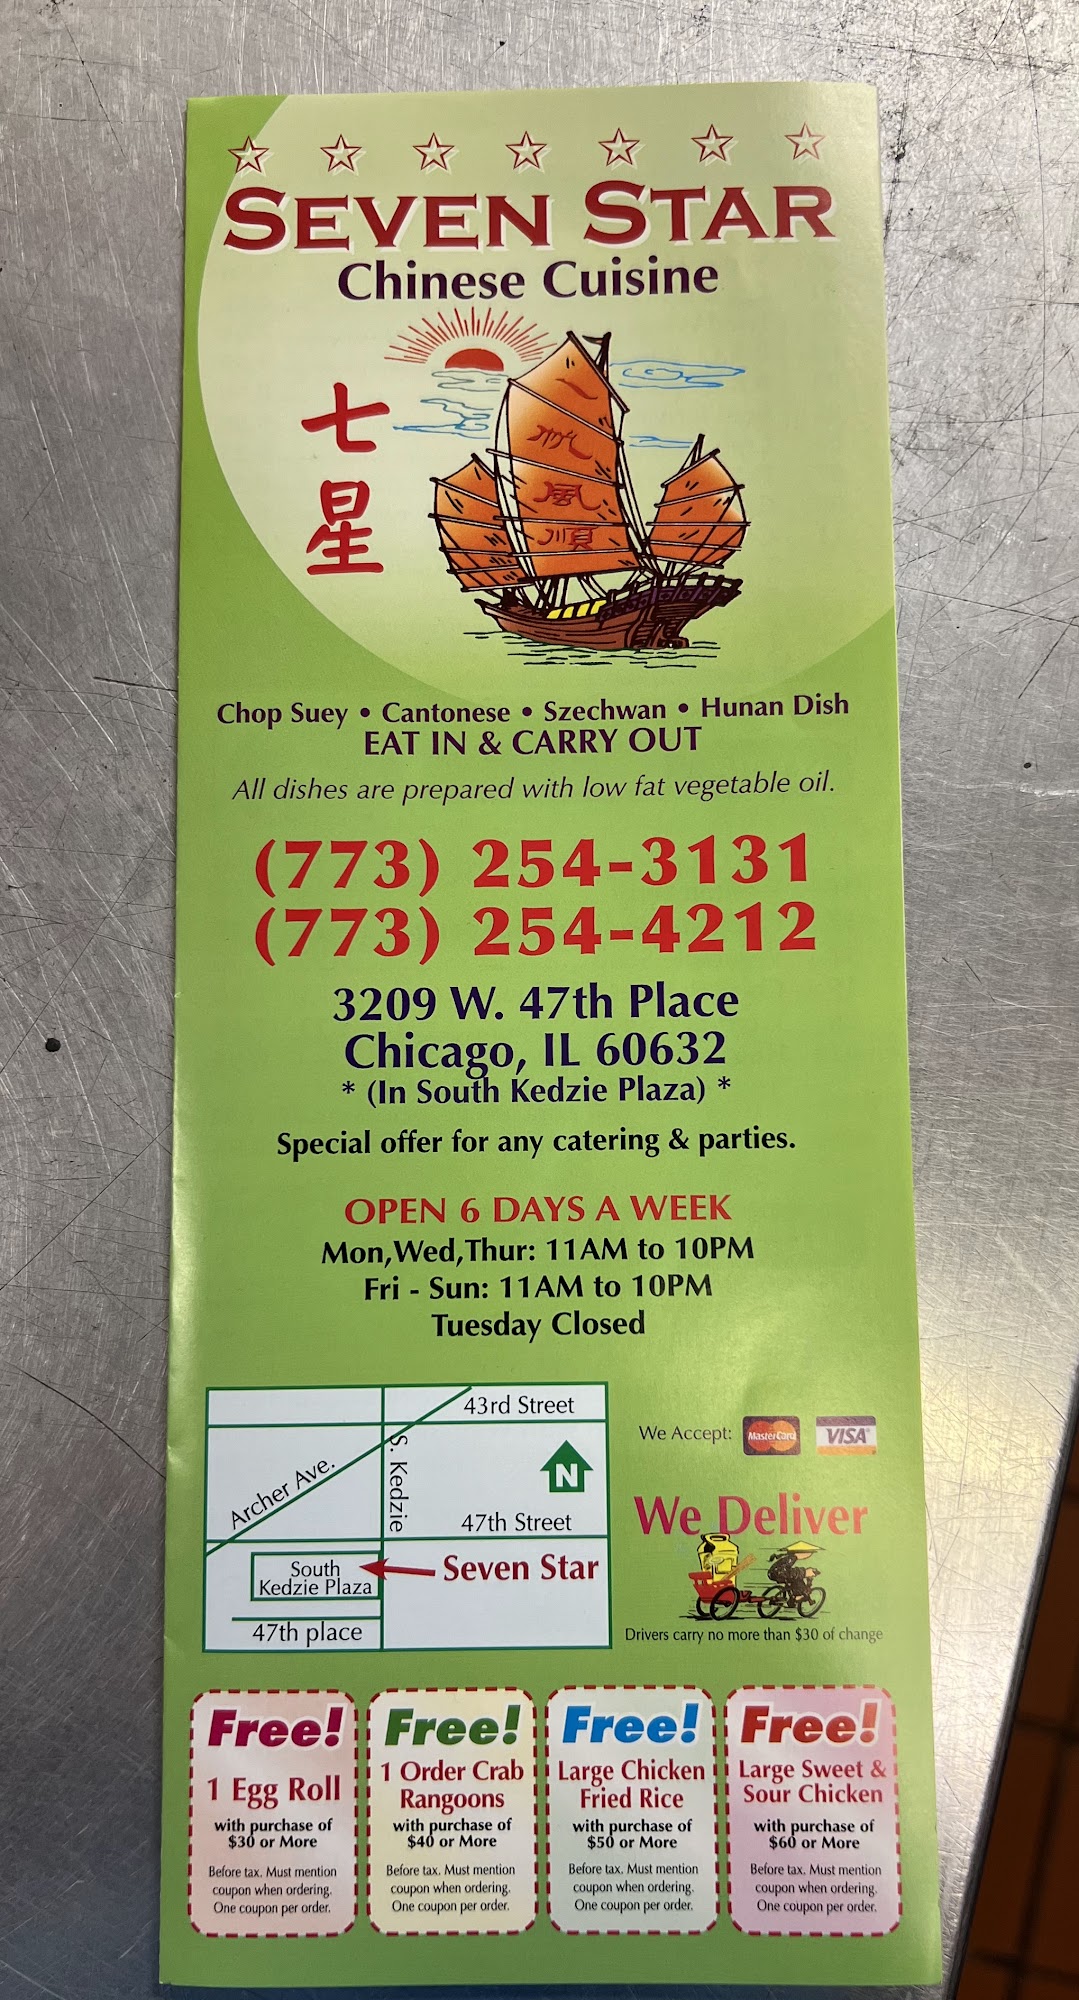 SEVEN STAR
Chinese Cuisine
七
星
一
帆
風
順
Chop Suey • Cantonese • Szechwan • Hunan Dish
EAT IN & CARRY OUT
All dishes are prepared with low fat vegetable oil.
(773) 254-3131
(773) 254-4212
3209 W. 47th Place
Chicago, IL 60632
* (In South Kedzie Plaza) *
Special offer for any catering & parties.
OPEN 6 DAYS A WEEK
Mon,Wed,Thur: 11AM to 10PM
Fri - Sun: 11AM to 10PM
Tuesday Closed
43rd Street
Archer Ave.
S. Kedzie
N
47th Street
South
Kedzie Plaza
Seven Star
47th place
We Accept: MasterCard VISA
We Deliver
Drivers carry no more than $30 of change
Free!
1 Egg Roll
with purchase of
$30 or More
Before tax. Must mention
coupon when ordering.
One coupon per order.
Free!
1 Order Crab
Rangoons
with purchase of
$40 or More
Before tax. Must mention
coupon when ordering.
One coupon per order.
Free!
Large Chicken
Fried Rice
with purchase of
$50 or More
Before tax. Must mention
coupon when ordering.
One coupon per order.
Free!
Large Sweet &
Sour Chicken
with purchase of
$60 or More
Before tax. Must mention
coupon when ordering.
One coupon per order.